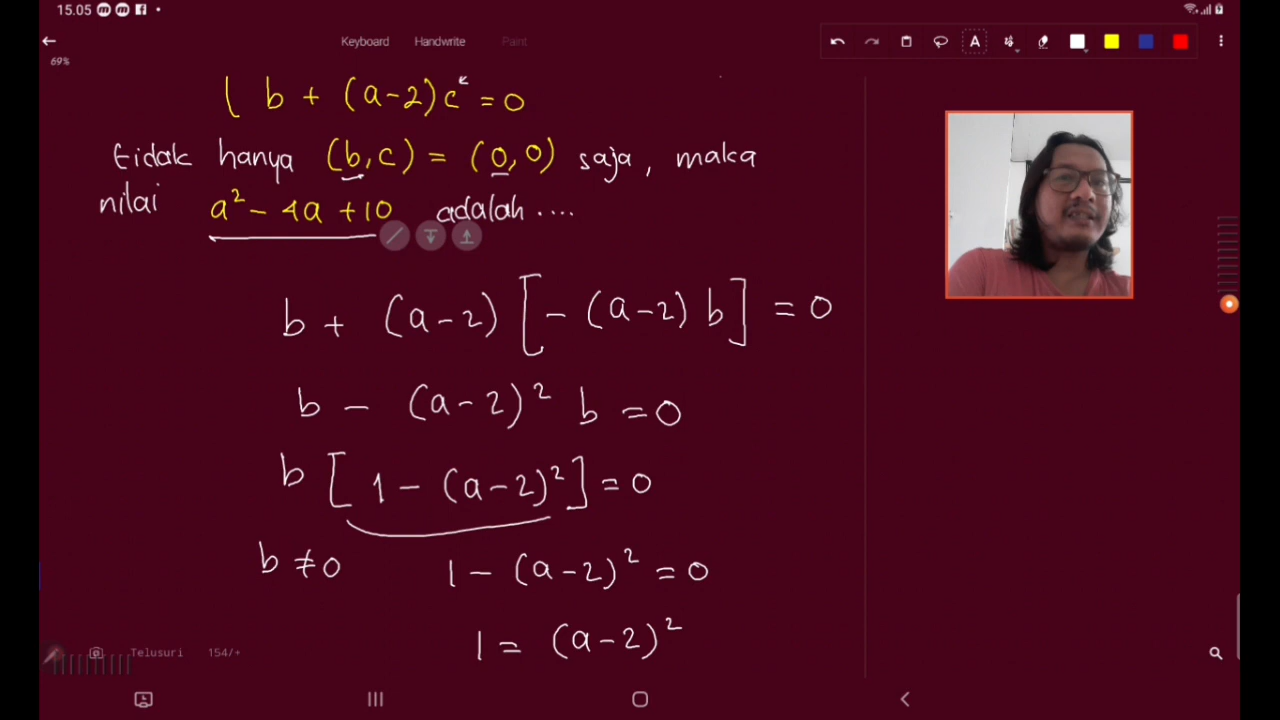 15.05
Keyboard Handwrite Paint
69%
b + (a-2)c = 0
tidak hanya (b,c) = (0,0) saja, maka
nilai a² - 4a + 10 adalah ....
b + (a-2) [- (a-2) b] = 0
b - (a-2)² b = 0
b [1 - (a-2)²] = 0
b ≠ 0 1 - (a-2)² = 0
1 = (a-2)²
Telusuri 154/+